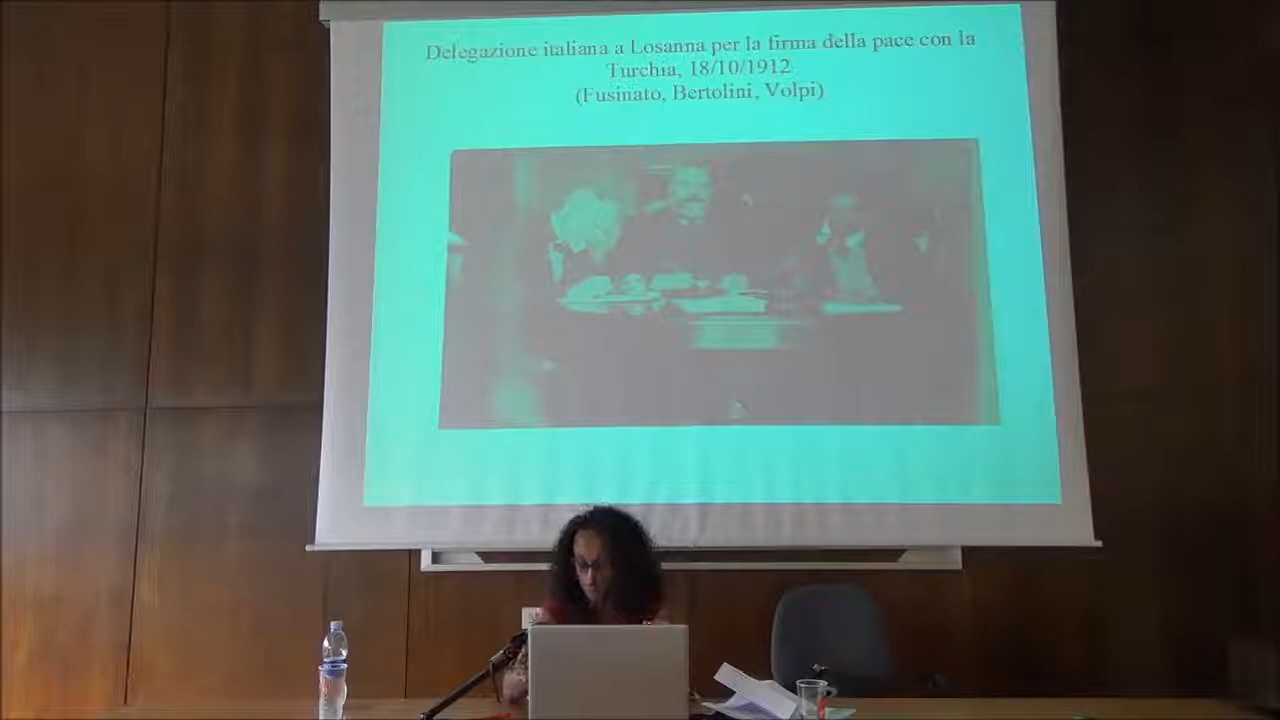 Delegazione italiana a Losanna per la firma della pace con la
Turchia, 18/10/1912
(Fusinato, Bertolini, Volpi)